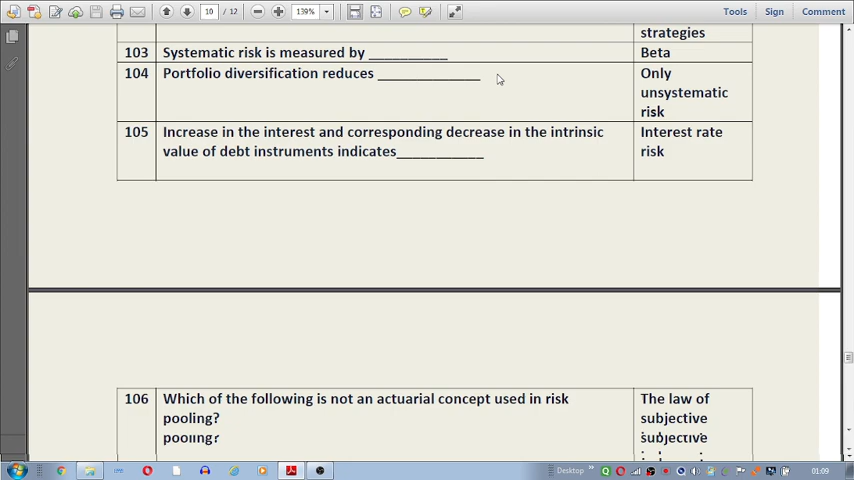 10 / 12 139% Tools Sign Comment
strategies
103 Systematic risk is measured by __________ Beta
104 Portfolio diversification reduces _____________ Only
unsystematic
risk
105 Increase in the interest and corresponding decrease in the intrinsic Interest rate
value of debt instruments indicates___________ risk
106 Which of the following is not an actuarial concept used in risk The law of
pooling? subjective
pooling? subjective
Desktop » 01:09